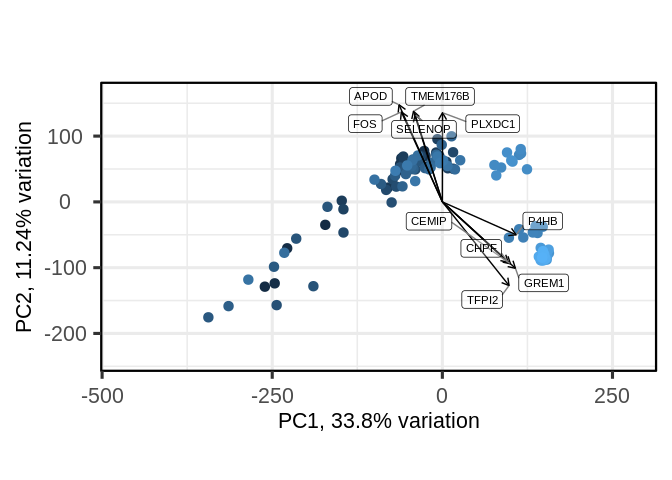 APOD
TMEM176B
FOS
SELENOP
PLXDC1
CEMIP
P4HB
CHPF
GREM1
TFPI2
100
0
-100
-200
PC2, 11.24% variation
-500
-250
0
250
PC1, 33.8% variation